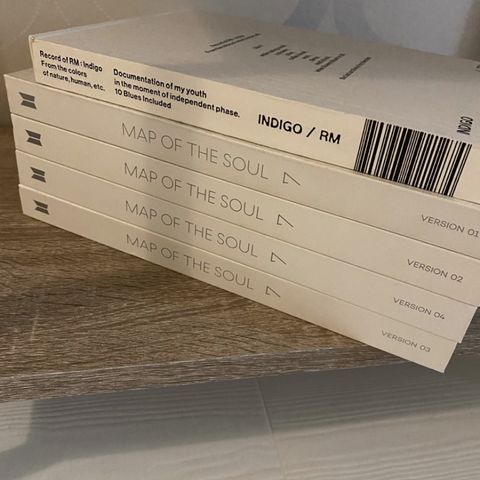 Record of RM : Indigo
From the colors
of nature, human, etc.
Documentation of my youth
in the moment of independent phase.
10 Blues Included
INDIGO / RM
INDIGO
MAP OF THE SOUL 7
VERSION 01
MAP OF THE SOUL 7
VERSION 02
MAP OF THE SOUL 7
VERSION 04
MAP OF THE SOUL 7
VERSION 03